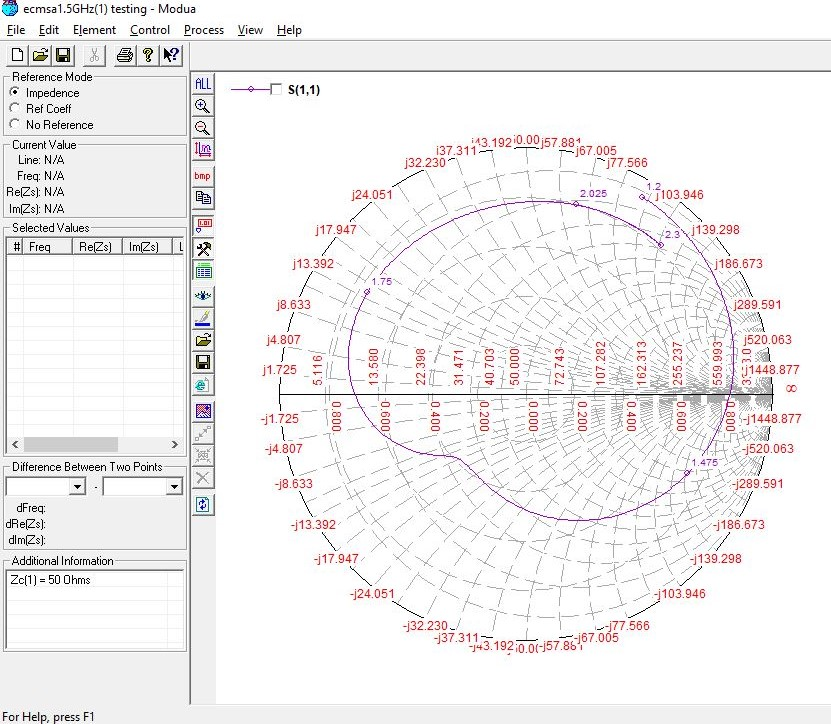 ecmsa1.5GHz(1) testing - Modua
File Edit Element Control Process View Help
Reference Mode
Impedence
Ref Coeff
No Reference
Current Value
Line: N/A
Freq: N/A
Re(Zs): N/A
Im(Zs): N/A
Selected Values
# Freq Re(Zs) Im(Zs) L
Difference Between Two Points
-
dFreq:
dRe(Zs):
dIm(Zs):
Additional Information
Zc(1) = 50 Ohms
ALL
bmp
S(1,1)
j43.192
j57.881
j37.311
j67.005
j32.230
j77.566
j24.051
j103.946
j17.947
j139.298
j13.392
j186.673
j8.633
j289.591
j4.807
j520.063
j1.725
j1448.877
∞
1.2
2.025
2.3
1.75
1.475
5.116
13.580
22.398
31.471
40.703
50.000
72.743
107.282
162.313
255.237
559.993
0.800
0.600
0.400
0.200
0.000
0.200
0.400
0.600
0.800
-j1.725
-j1448.877
-j4.807
-j520.063
-j8.633
-j289.591
-j13.392
-j186.673
-j17.947
-j139.298
-j24.051
-j103.946
-j32.230
-j77.566
-j37.311
-j67.005
-j43.192
-j57.881
For Help, press F1